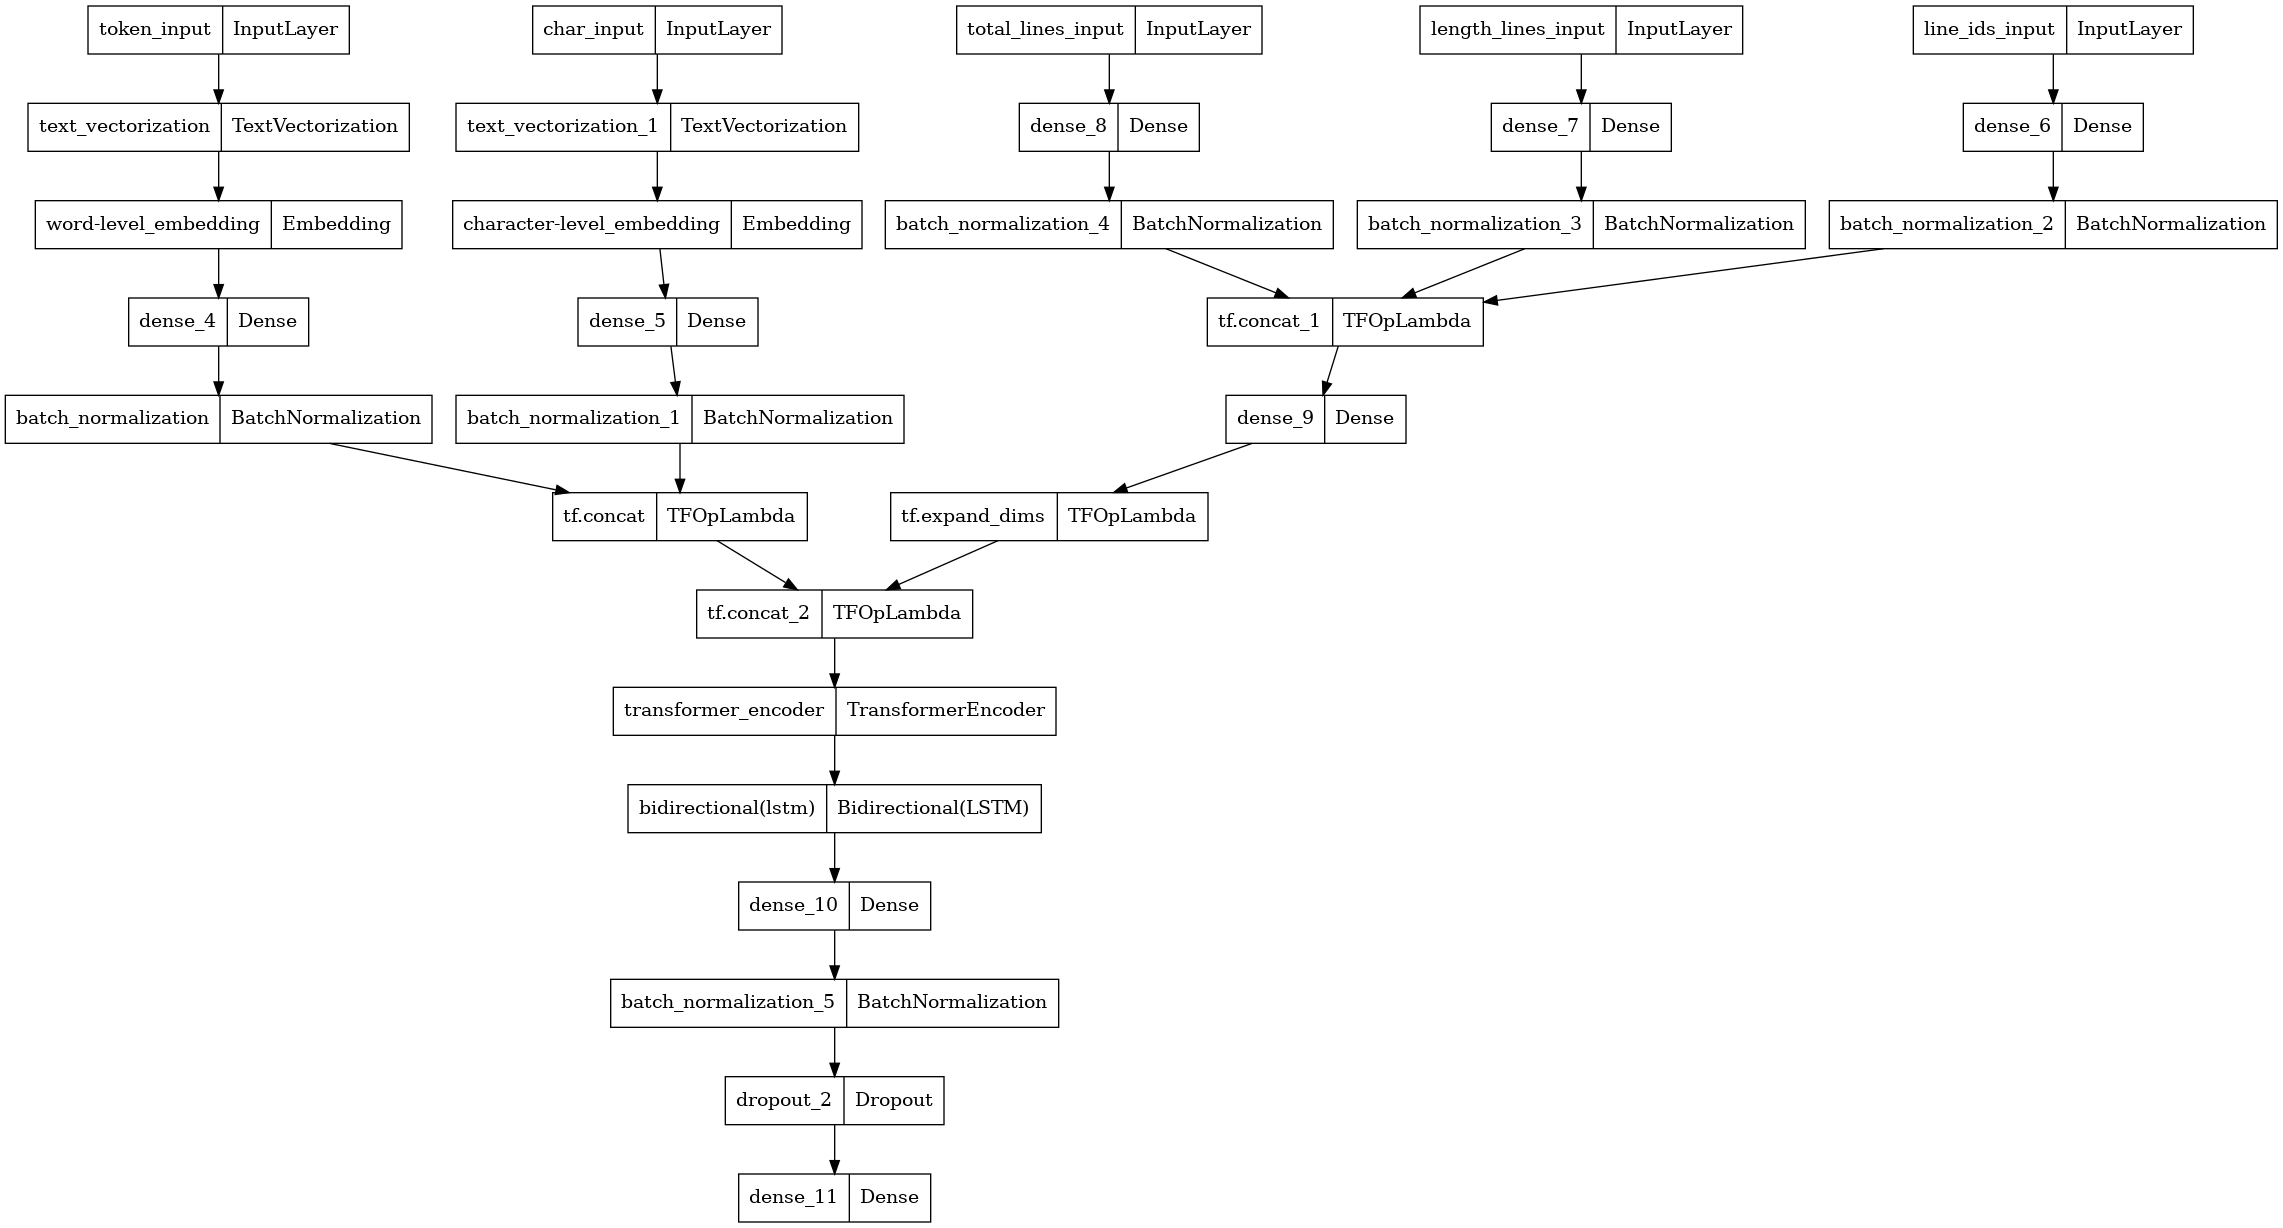 token_input InputLayer
char_input InputLayer
total_lines_input InputLayer
length_lines_input InputLayer
line_ids_input InputLayer
text_vectorization TextVectorization
text_vectorization_1 TextVectorization
dense_8 Dense
dense_7 Dense
dense_6 Dense
word-level_embedding Embedding
character-level_embedding Embedding
batch_normalization_4 BatchNormalization
batch_normalization_3 BatchNormalization
batch_normalization_2 BatchNormalization
dense_4 Dense
dense_5 Dense
tf.concat_1 TFOpLambda
batch_normalization BatchNormalization
batch_normalization_1 BatchNormalization
dense_9 Dense
tf.concat TFOpLambda
tf.expand_dims TFOpLambda
tf.concat_2 TFOpLambda
transformer_encoder TransformerEncoder
bidirectional(lstm) Bidirectional(LSTM)
dense_10 Dense
batch_normalization_5 BatchNormalization
dropout_2 Dropout
dense_11 Dense